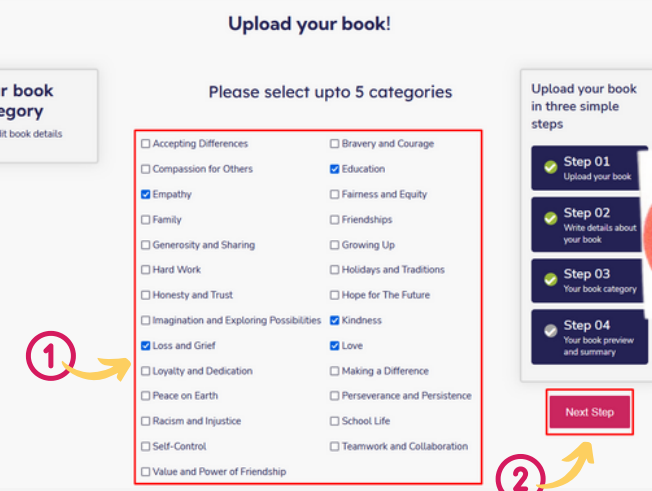 Upload your book!
r book
egory
lit book details
Please select upto 5 categories
Accepting Differences
Bravery and Courage
Compassion for Others
Education
Empathy
Fairness and Equity
Family
Friendships
Generosity and Sharing
Growing Up
Hard Work
Holidays and Traditions
Honesty and Trust
Hope for The Future
Imagination and Exploring Possibilities
Kindness
Loss and Grief
Love
Loyalty and Dedication
Making a Difference
Peace on Earth
Perseverance and Persistence
Racism and Injustice
School Life
Self-Control
Teamwork and Collaboration
Value and Power of Friendship
1
Upload your book
in three simple
steps
Step 01
Upload your book
Step 02
Write details about
your book
Step 03
Your book category
Step 04
Your book preview
and summary
Next Step
2